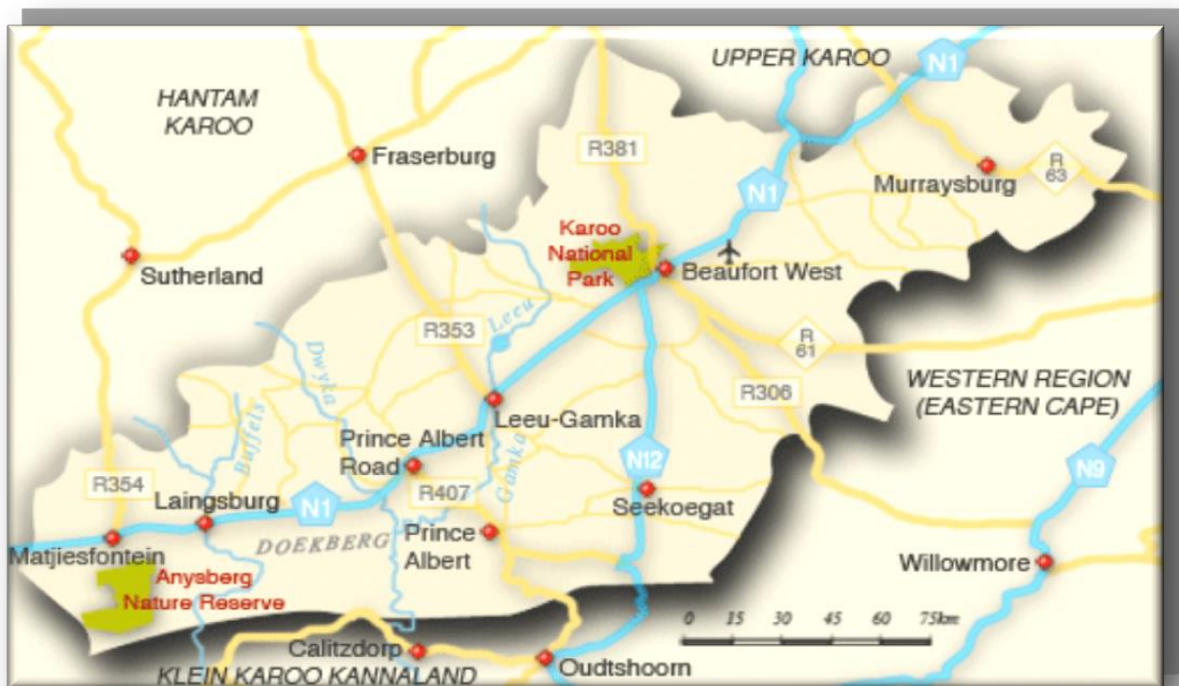 UPPER KAROO
N1
HANTAM
KAROO
R381
Fraserburg
Murraysburg
R
63
N1
Karoo
National
Park
Sutherland
Beaufort West
Leeu
R353
R
61
Dwyka
WESTERN REGION
(EASTERN CAPE)
R306
Buffels
Leeu-Gamka
Prince Albert
Road
Gamka
N12
N9
R354
R407
Laingsburg
N1
Seekoegat
DOEKBERG
Prince
Albert
Matjiesfontein
Willowmore
Anysberg
Nature Reserve
0 15 30 45 60 75km
Calitzdorp
Oudtshoorn
KLEIN KAROO KANNALAND